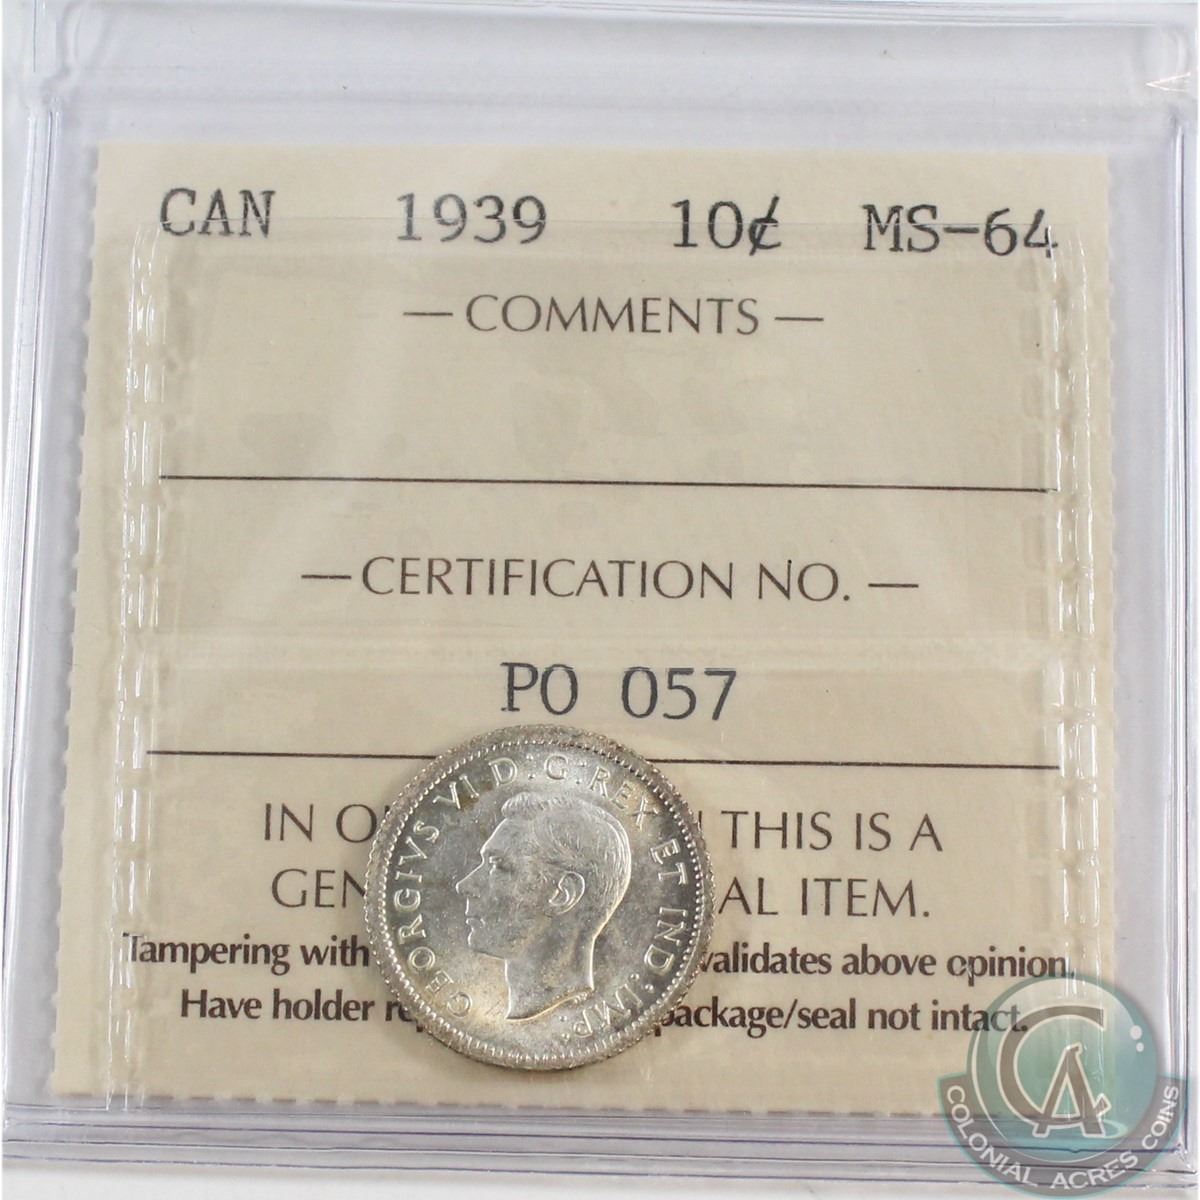 CAN 1939 10¢ MS-64
— COMMENTS —
— CERTIFICATION NO. —
PO 057
IN O THIS IS A
GEN AL ITEM.
Tampering with validates above opinion.
Have holder re package/seal not intact.
GEORGIVS VI D:G:REX ET IND:IMP:
CA
COLONIAL ACRES COINS